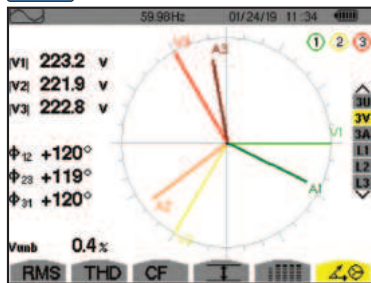 59.98Hz 01/24/19 11:34
1 2 3
|V1| 223.2 v
|V2| 221.9 v
|V3| 222.8 v
Φ12 +120°
Φ23 +119°
Φ31 +120°
Vunb 0.4%
V3
A3
V1
A1
A2
3U
3V
3A
L1
L2
L3
RMS THD CF